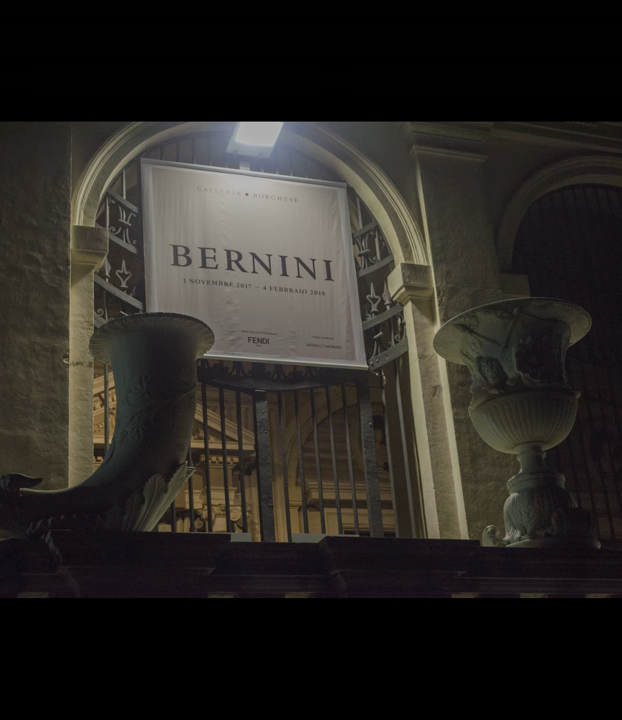 GALLERIA BORGHESE
BERNINI
1 NOVEMBRE 2017 – 4 FEBBRAIO 2018
FENDI